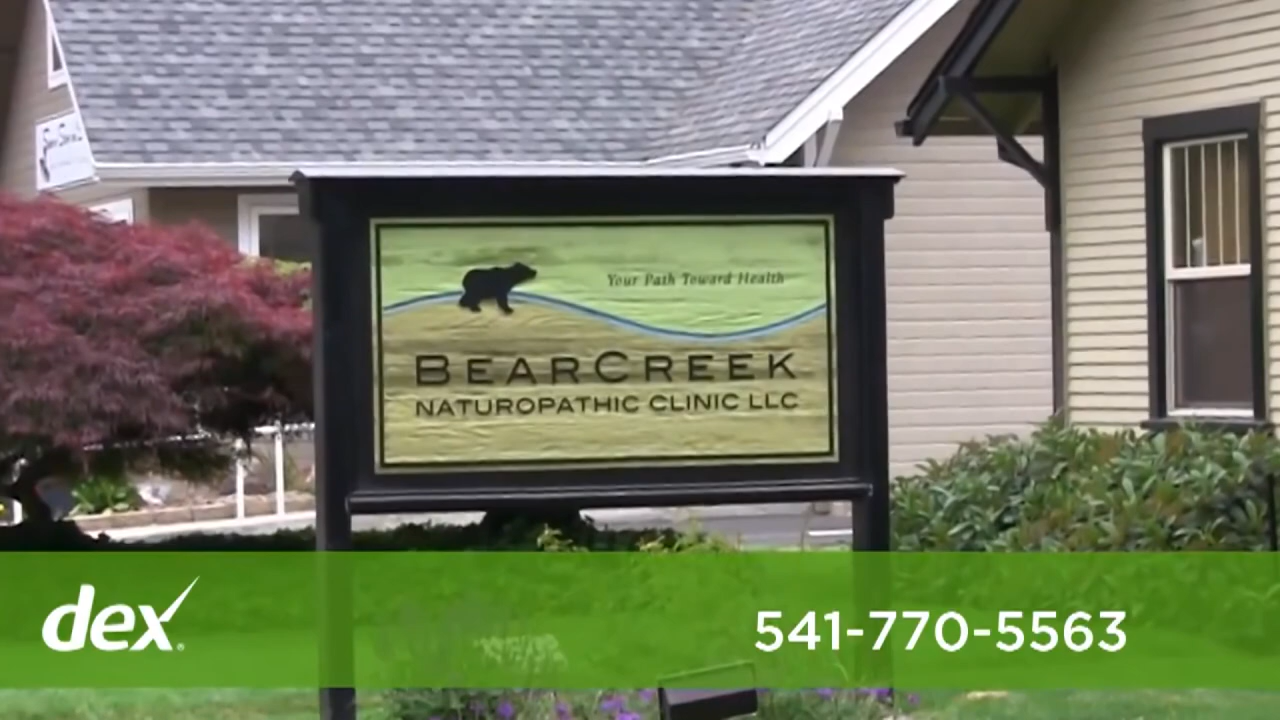 Your Path Toward Health
BEARCREEK
NATUROPATHIC CLINIC LLC
dex
541-770-5563